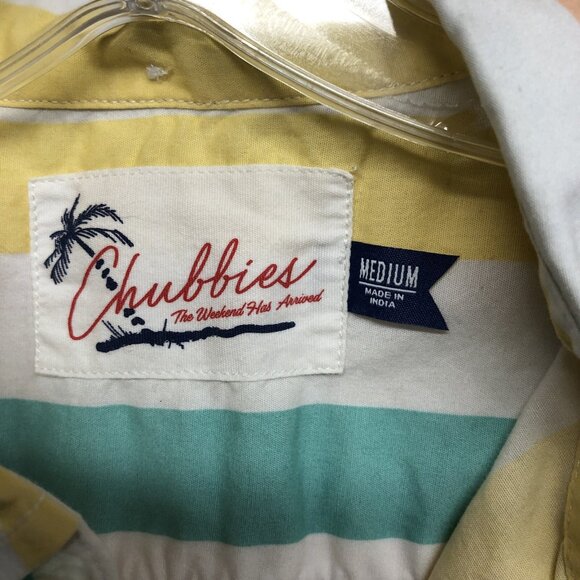 Chubbies
The Weekend Has Arrived
MEDIUM
MADE IN
INDIA